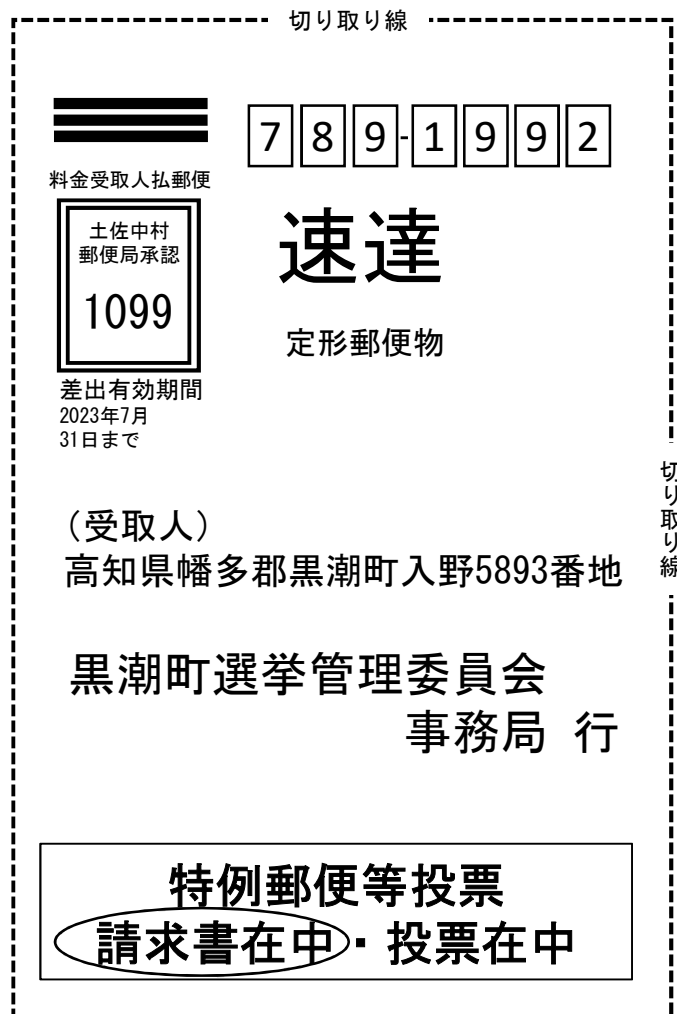 切り取り線
789-1992
料金受取人払郵便
土佐中村
郵便局承認
1099
速達
定形郵便物
差出有効期間
2023年7月
31日まで
切り取り線
(受取人)
高知県幡多郡黒潮町入野5893番地
黒潮町選挙管理委員会
事務局 行
特例郵便等投票
請求書在中・投票在中